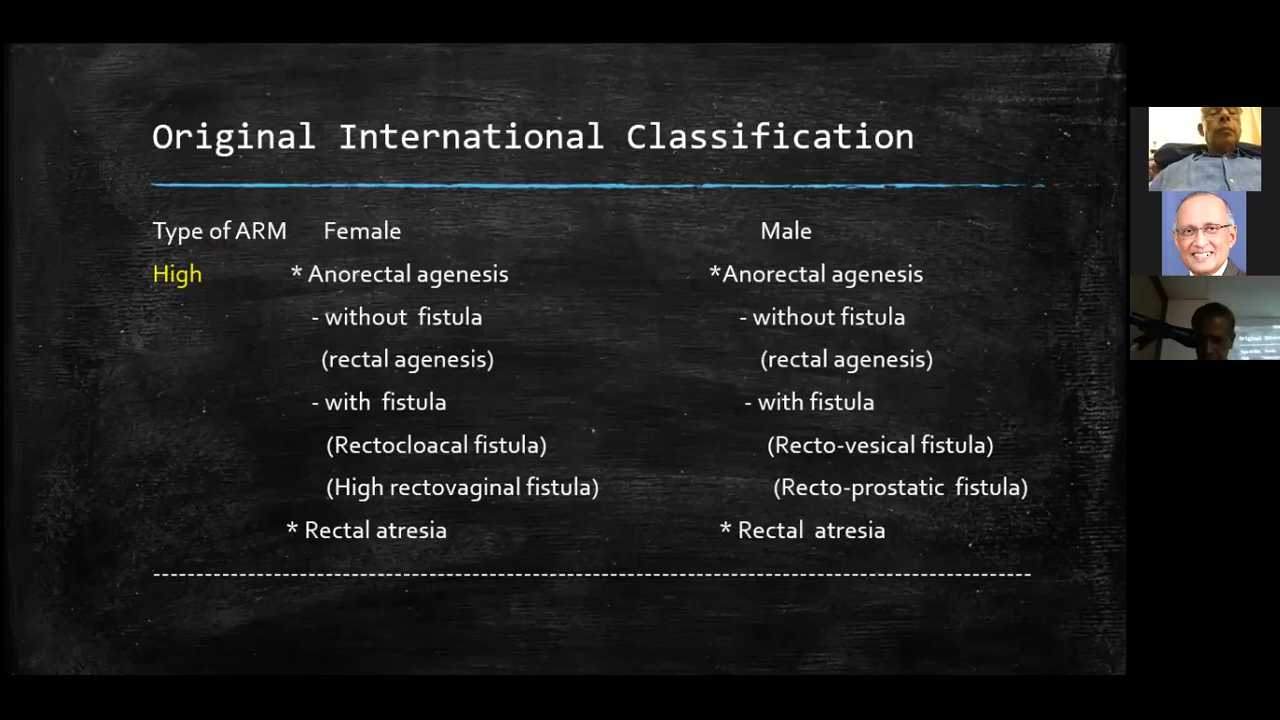 Original International Classification
Type of ARM Female Male
High * Anorectal agenesis *Anorectal agenesis
- without fistula - without fistula
(rectal agenesis) (rectal agenesis)
- with fistula - with fistula
(Rectocloacal fistula) (Recto-vesical fistula)
(High rectovaginal fistula) (Recto-prostatic fistula)
* Rectal atresia * Rectal atresia